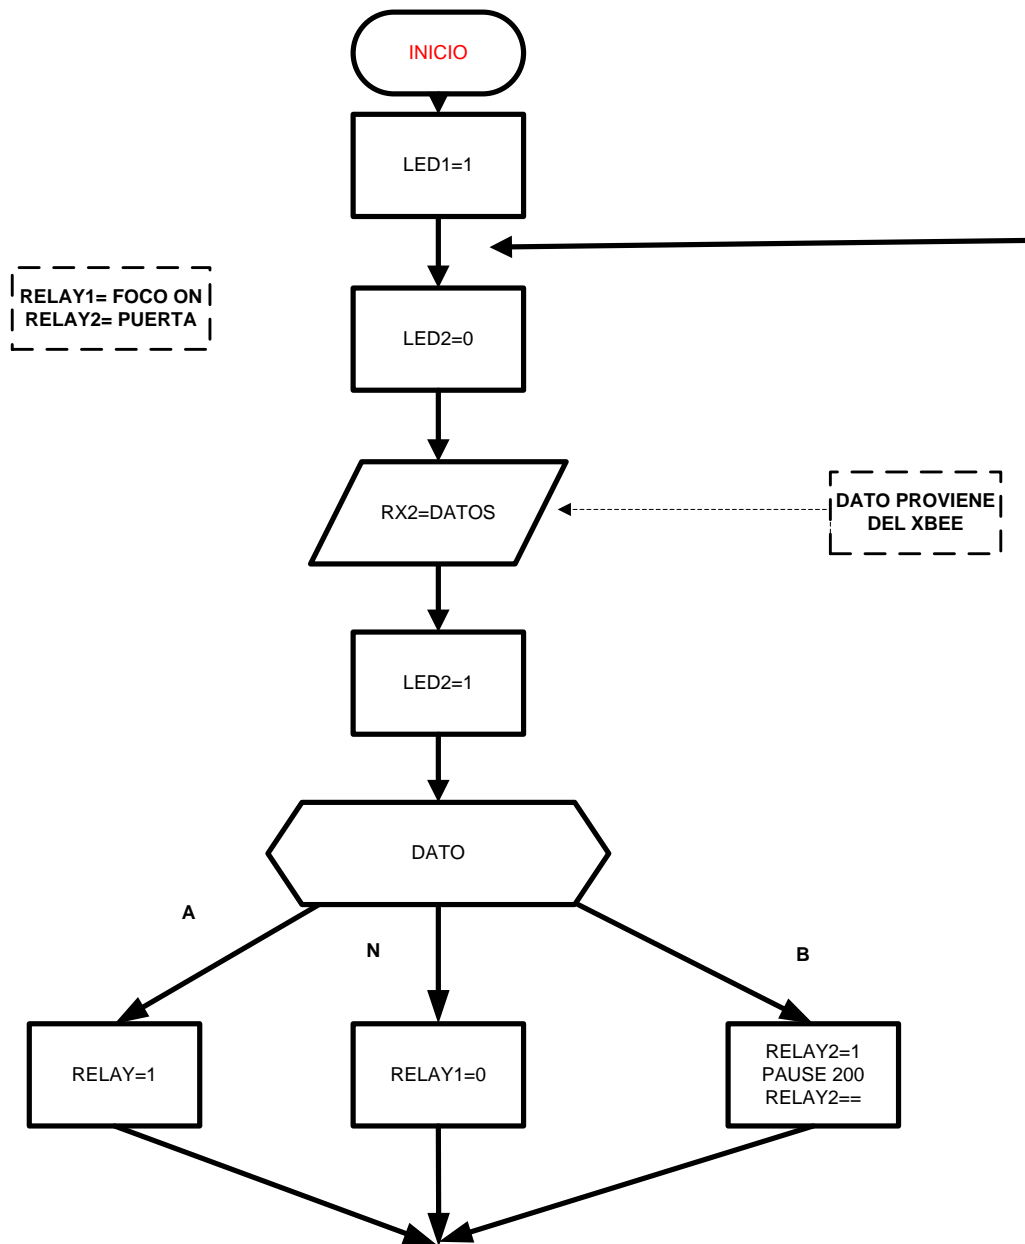 INICIO
LED1=1
RELAY1= FOCO ON
RELAY2= PUERTA
LED2=0
RX2=DATOS
DATO PROVIENE
DEL XBEE
LED2=1
DATO
A
N
B
RELAY=1
RELAY1=0
RELAY2=1
PAUSE 200
RELAY2==